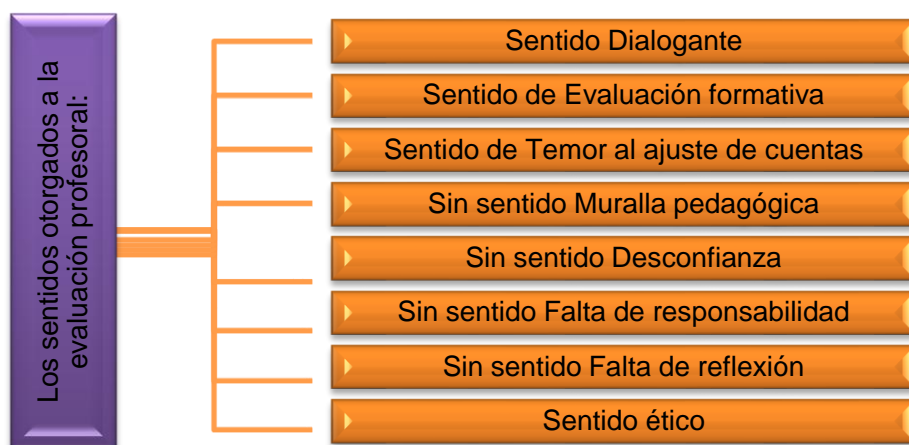 Los sentidos otorgados a la
evaluación profesoral:
Sentido Dialogante
Sentido de Evaluación formativa
Sentido de Temor al ajuste de cuentas
Sin sentido Muralla pedagógica
Sin sentido Desconfianza
Sin sentido Falta de responsabilidad
Sin sentido Falta de reflexión
Sentido ético